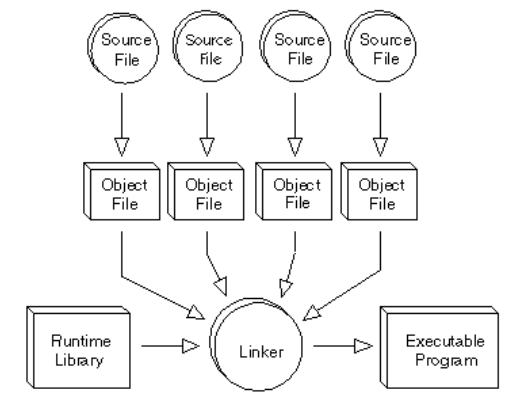 Source
File
Source
File
Source
File
Source
File
Object
File
Object
File
Object
File
Object
File
Runtime
Library
Linker
Executable
Program